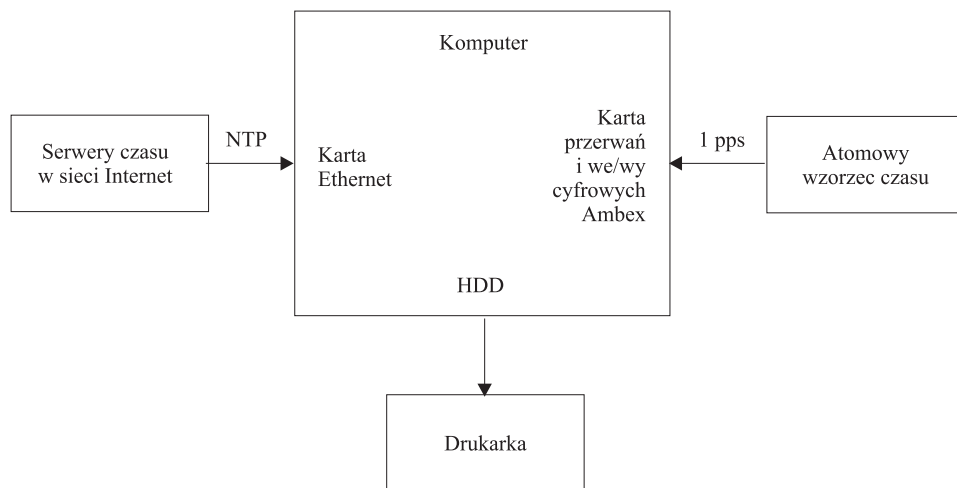 Komputer
Serwery czasu
w sieci Internet
NTP
Karta
Ethernet
Karta
przerwań
i we/wy
cyfrowych
Ambex
1 pps
Atomowy
wzorzec czasu
HDD
Drukarka